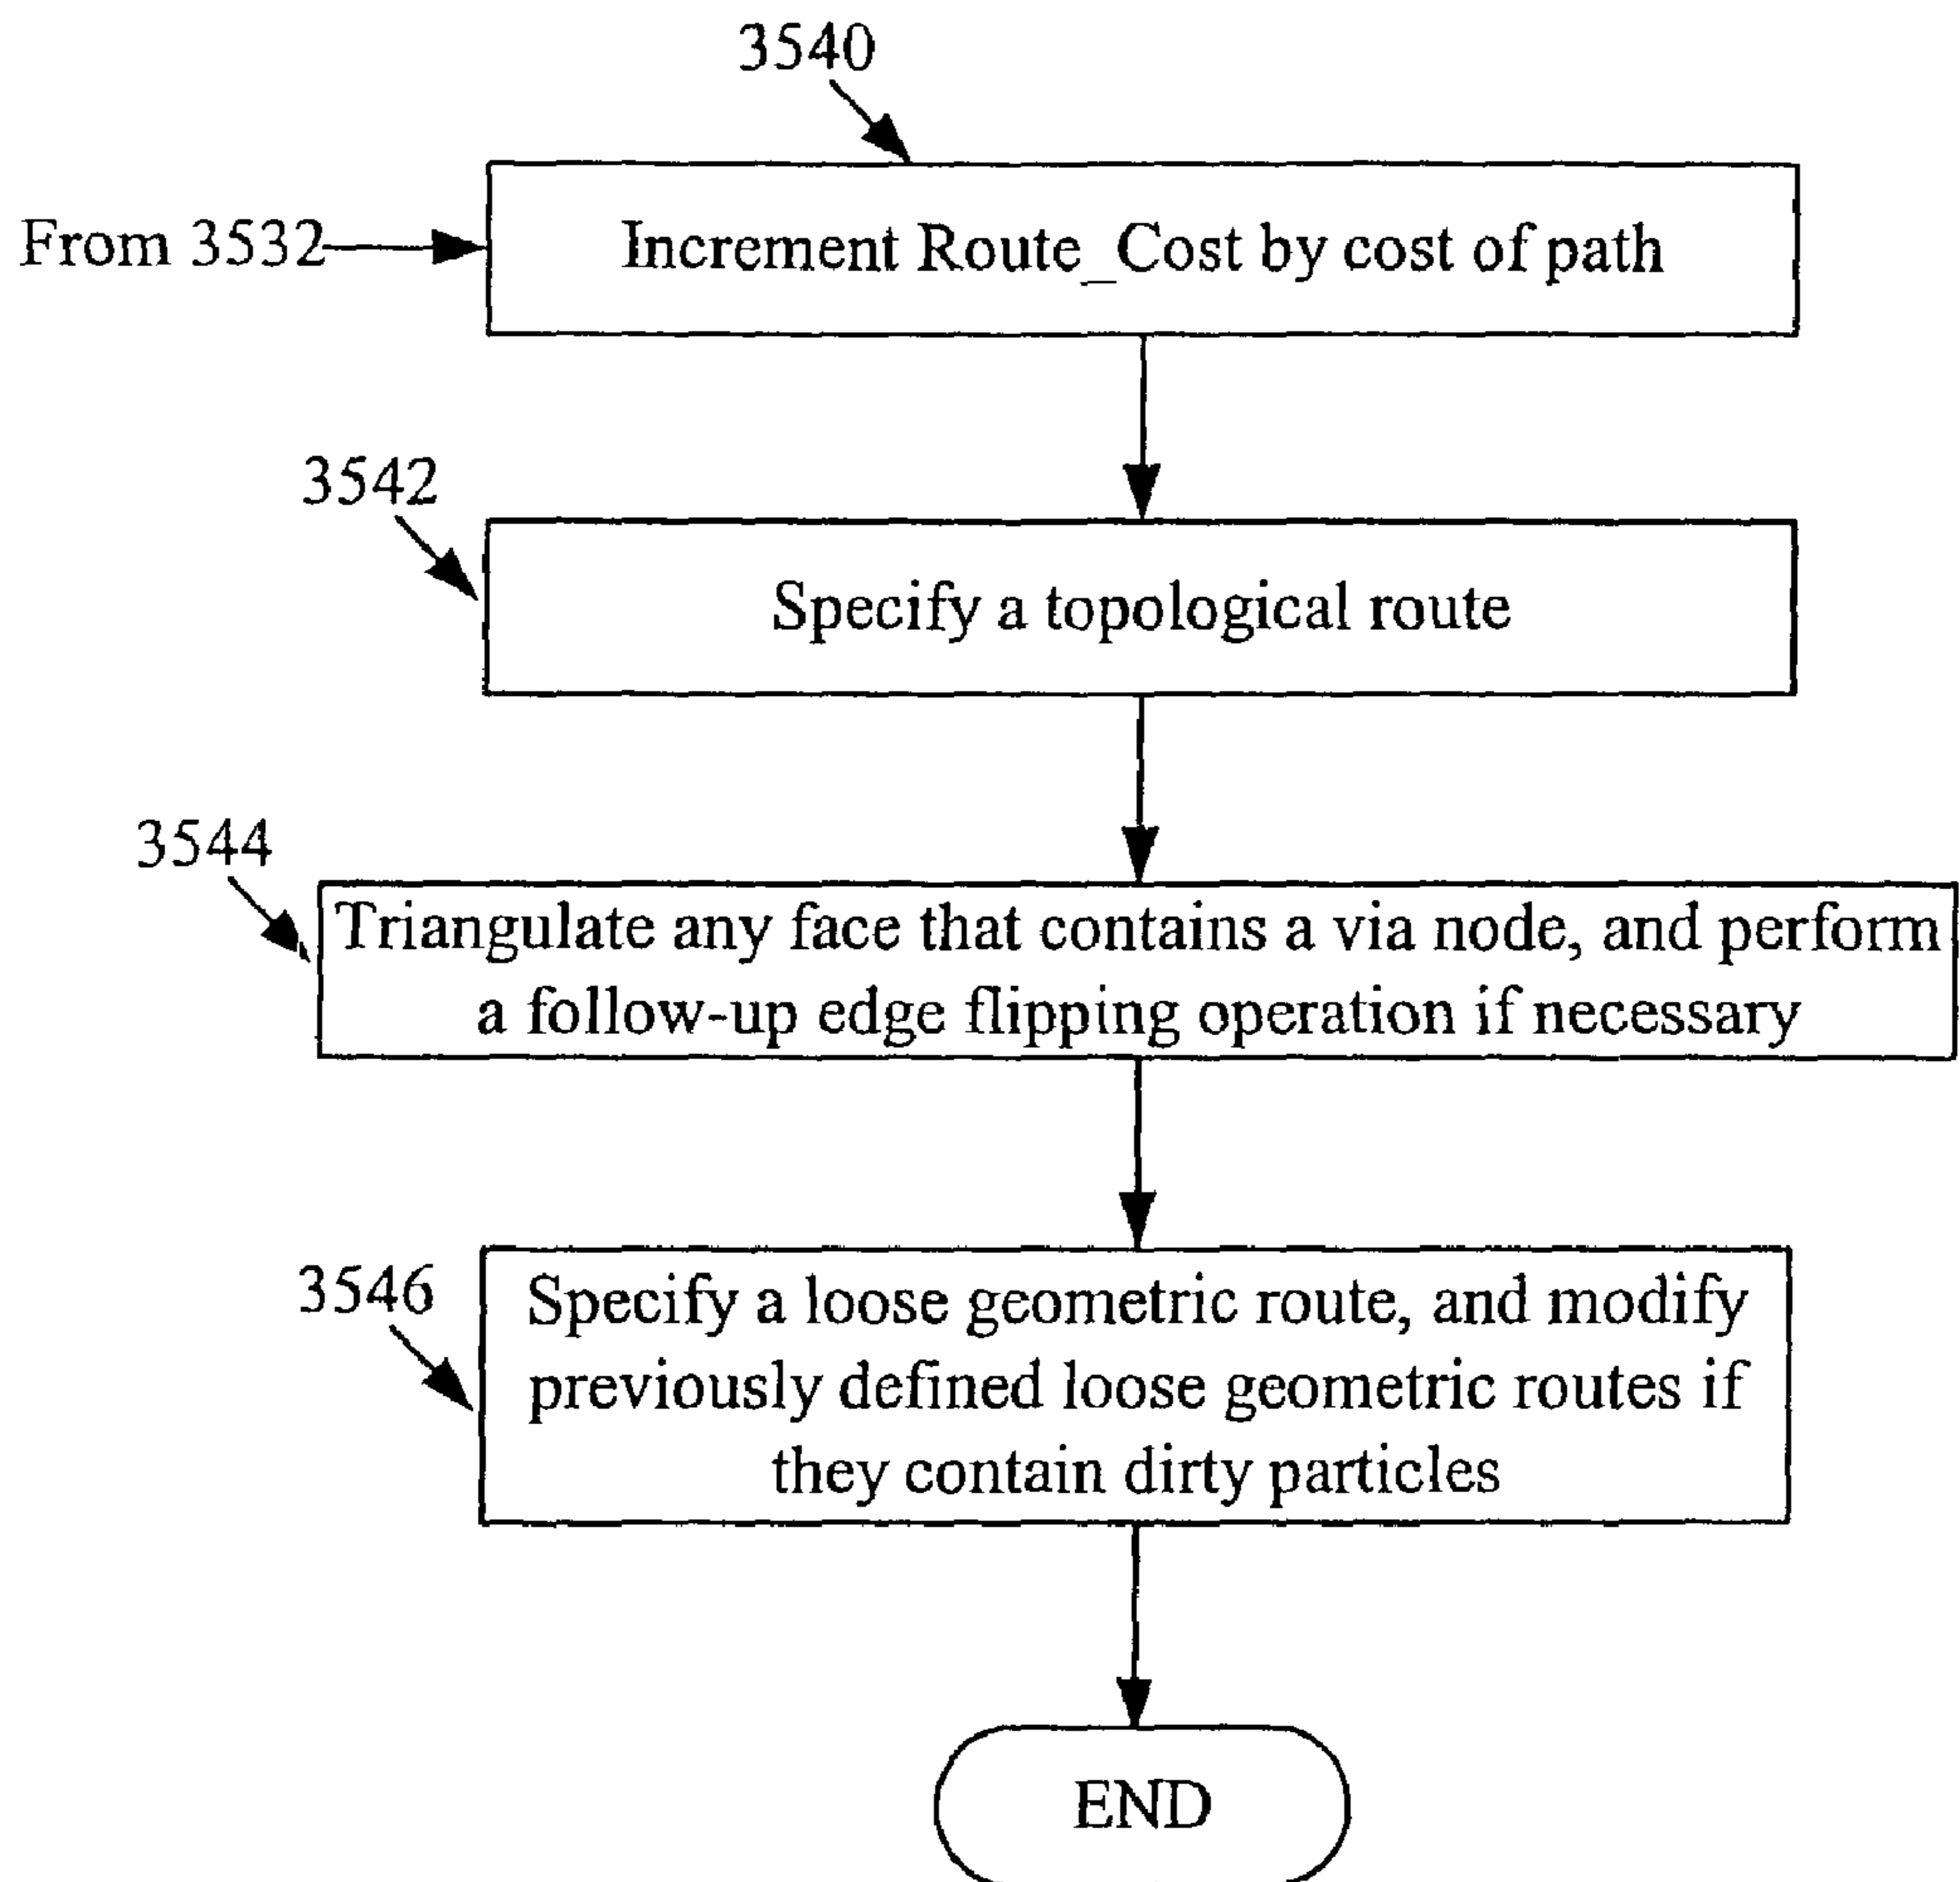 3540
From 3532
Increment Route_Cost by cost of path
3542
Specify a topological route
3544
Triangulate any face that contains a via node, and perform
a follow-up edge flipping operation if necessary
3546
Specify a loose geometric route, and modify
previously defined loose geometric routes if
they contain dirty particles
END